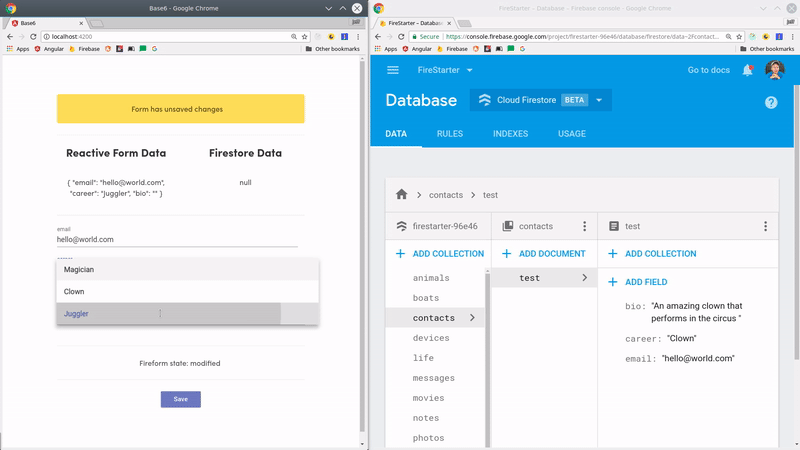 Base6 - Google Chrome
Base6
localhost:4200
Apps Angular Firebase Other bookmarks
Form has unsaved changes
Reactive Form Data Firestore Data
{ "email": "hello@world.com", null
"career": "juggler", "bio": "" }
email
hello@world.com
Magician
Clown
Juggler
Fireform state: modified
Save
FireStarter - Database - Firebase console - Google Chrome
FireStarter – Database
Secure https://console.firebase.google.com/project/firestarter-96e46/database/firestore/data~2Fcontact...
Apps Angular Firebase Other bookmarks
FireStarter Go to docs
Database Cloud Firestore BETA
DATA RULES INDEXES USAGE
contacts > test
firestarter-96e46 contacts test
+ ADD COLLECTION + ADD DOCUMENT + ADD COLLECTION
animals test + ADD FIELD
boats
contacts
devices
life
messages
movies
notes
photos
bio: "An amazing clown that
performs in the circus "
career: "Clown"
email: "hello@world.com"